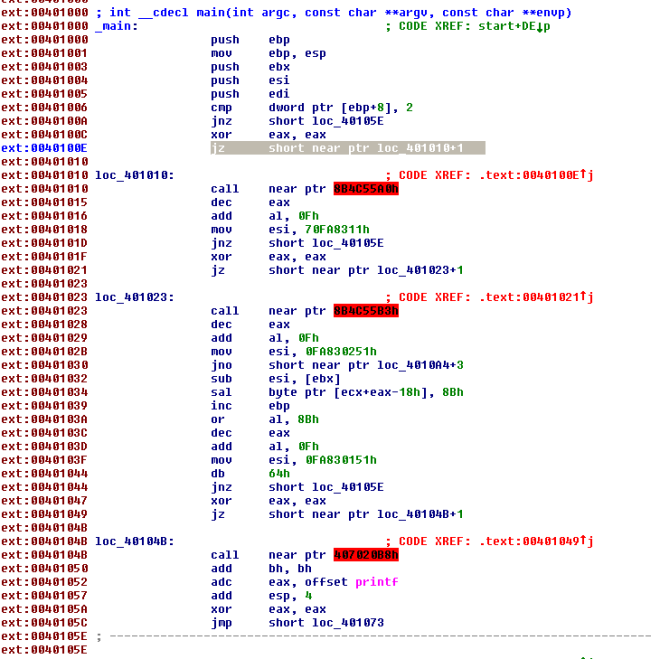 ext:00401000
ext:00401000 ; int __cdecl main(int argc, const char **argv, const char **envp)
ext:00401000 _main: ; CODE XREF: start+DE↓p
ext:00401000 push ebp
ext:00401001 mov ebp, esp
ext:00401003 push ebx
ext:00401004 push esi
ext:00401005 push edi
ext:00401006 cmp dword ptr [ebp+8], 2
ext:0040100A jnz short loc_40105E
ext:0040100C xor eax, eax
ext:0040100E jz short near ptr loc_401010+1
ext:00401010
ext:00401010 loc_401010: ; CODE XREF: .text:0040100E↑j
ext:00401010 call near ptr 8B4C55A0h
ext:00401015 dec eax
ext:00401016 add al, 0Fh
ext:00401018 mov esi, 70FA8311h
ext:0040101D jnz short loc_40105E
ext:0040101F xor eax, eax
ext:00401021 jz short near ptr loc_401023+1
ext:00401023
ext:00401023 loc_401023: ; CODE XREF: .text:00401021↑j
ext:00401023 call near ptr 8B4C55B3h
ext:00401028 dec eax
ext:00401029 add al, 0Fh
ext:0040102B mov esi, 0FA830251h
ext:00401030 jno short near ptr loc_4010A4+3
ext:00401032 sub esi, [ebx]
ext:00401034 sal byte ptr [ecx+eax-18h], 8Bh
ext:00401039 inc ebp
ext:0040103A or al, 8Bh
ext:0040103C dec eax
ext:0040103D add al, 0Fh
ext:0040103F mov esi, 0FA830151h
ext:00401044 db 64h
ext:00401044 jnz short loc_40105E
ext:00401047 xor eax, eax
ext:00401049 jz short near ptr loc_40104B+1
ext:0040104B
ext:0040104B loc_40104B: ; CODE XREF: .text:00401049↑j
ext:0040104B call near ptr 407020B8h
ext:00401050 add bh, bh
ext:00401052 adc eax, offset printf
ext:00401057 add esp, 4
ext:0040105A xor eax, eax
ext:0040105C jmp short loc_401073
ext:0040105E ; ---------------------------------------------------------------------------
ext:0040105E